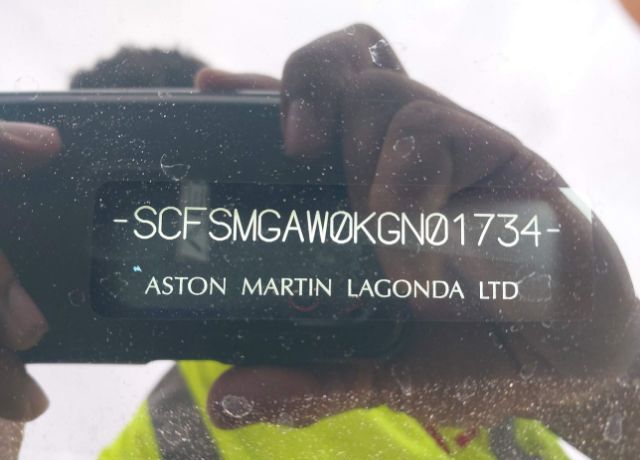 -SCFSMGAW0KGN01734-
ASTON MARTIN LAGONDA LTD